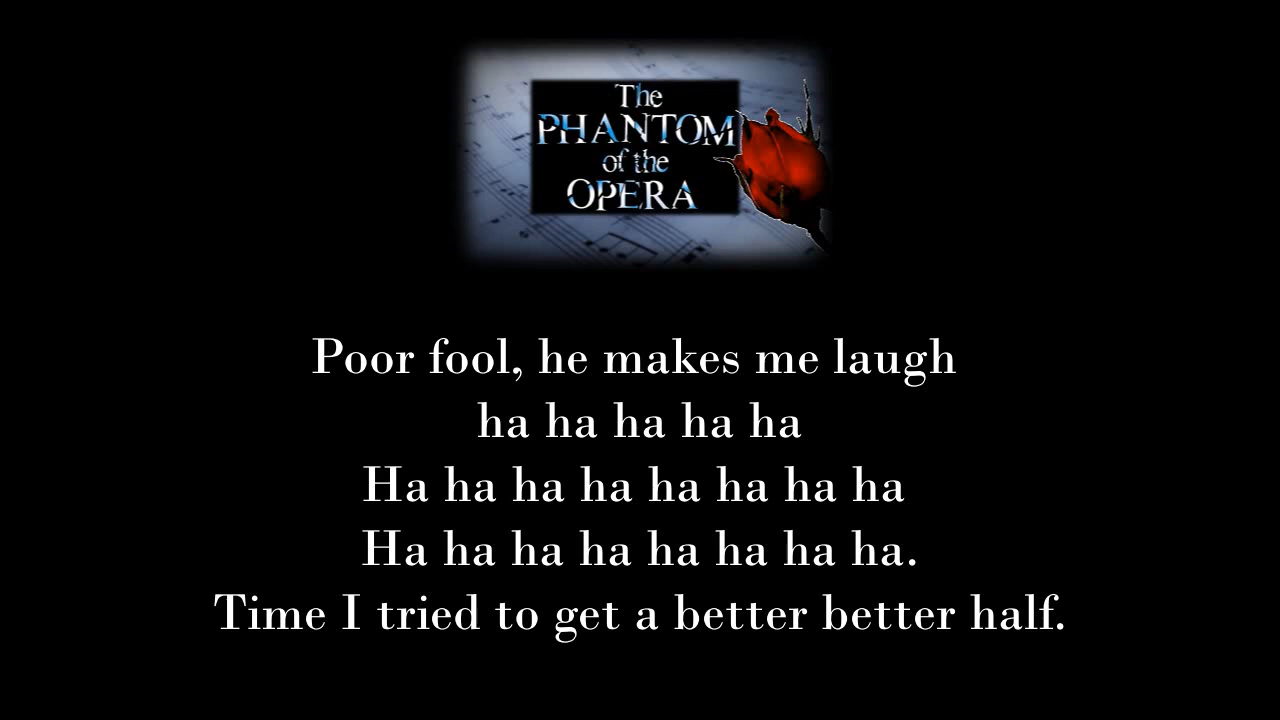 The
PHANTOM
of the
OPERA
Poor fool, he makes me laugh
ha ha ha ha ha
Ha ha ha ha ha ha ha ha
Ha ha ha ha ha ha ha ha.
Time I tried to get a better better half.